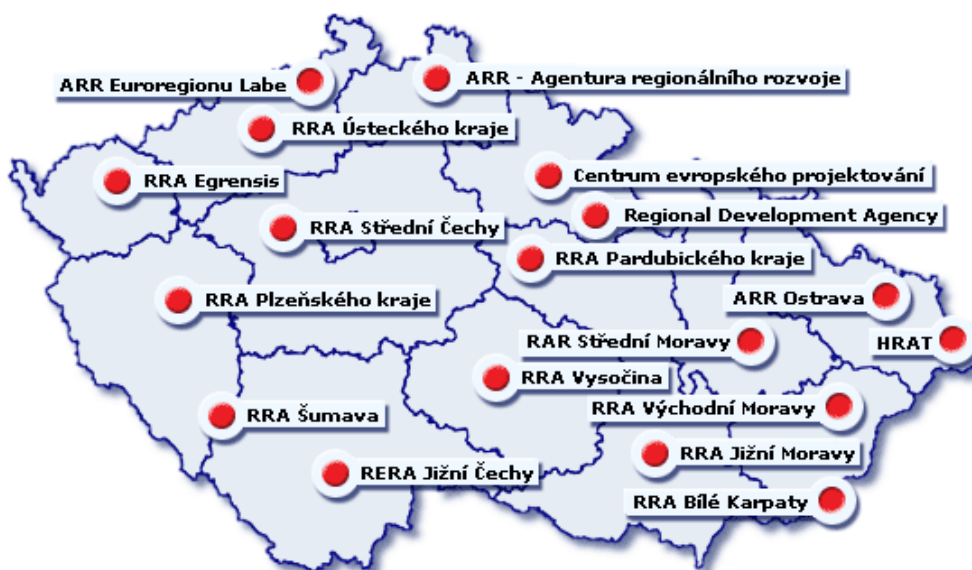 ARR Euroregionu Labe
ARR - Agentura regionálního rozvoje
RRA Ústeckého kraje
RRA Egrensis
Centrum evropského projektování
RRA Střední Čechy
Regional Development Agency
RRA Pardubického kraje
RRA Plzeňského kraje
ARR Ostrava
RAR Střední Moravy
HRAT
RRA Vysočina
RRA Šumava
RRA Východní Moravy
RRA Jižní Moravy
RERA Jižní Čechy
RRA Bílé Karpaty